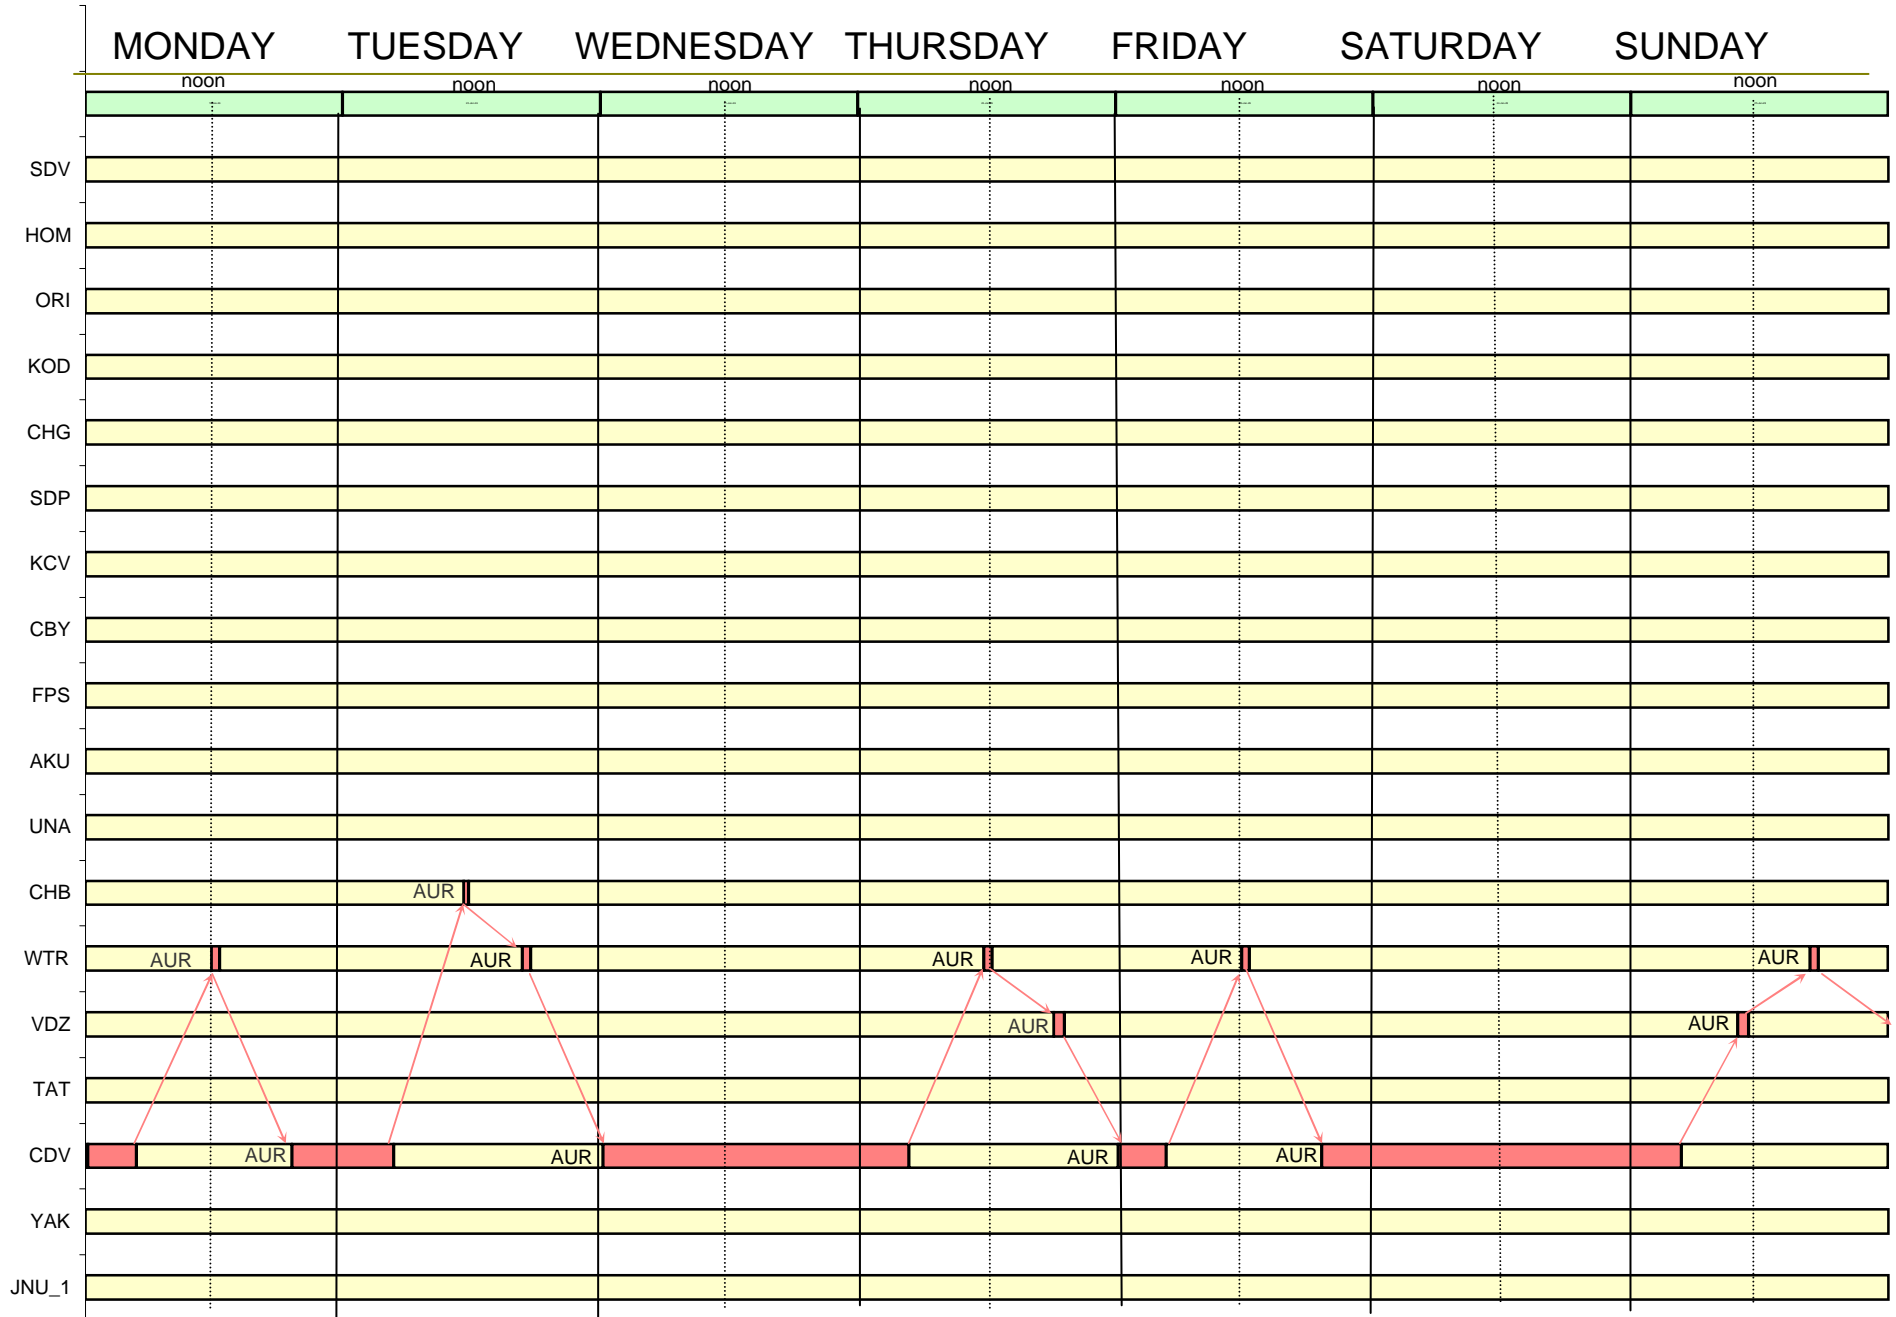 MONDAY TUESDAY WEDNESDAY THURSDAY FRIDAY SATURDAY SUNDAY
noon noon noon noon noon noon noon
SDV
HOM
ORI
KOD
CHG
SDP
KCV
CBY
FPS
AKU
UNA
CHB AUR
WTR AUR AUR AUR AUR AUR
VDZ AUR AUR
TAT
CDV AUR AUR AUR AUR
YAK
JNU_1